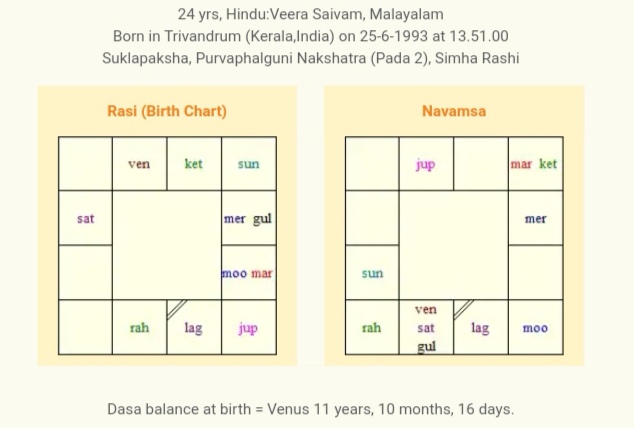 24 yrs, Hindu:Veera Saivam, Malayalam
Born in Trivandrum (Kerala,India) on 25-6-1993 at 13.51.00
Suklapaksha, Purvaphalguni Nakshatra (Pada 2), Simha Rashi
Rasi (Birth Chart)
ven ket sun
sat mer gul
moo mar
rah lag jup
Navamsa
jup mar ket
mer
sun
ven
rah sat lag moo
gul
Dasa balance at birth = Venus 11 years, 10 months, 16 days.